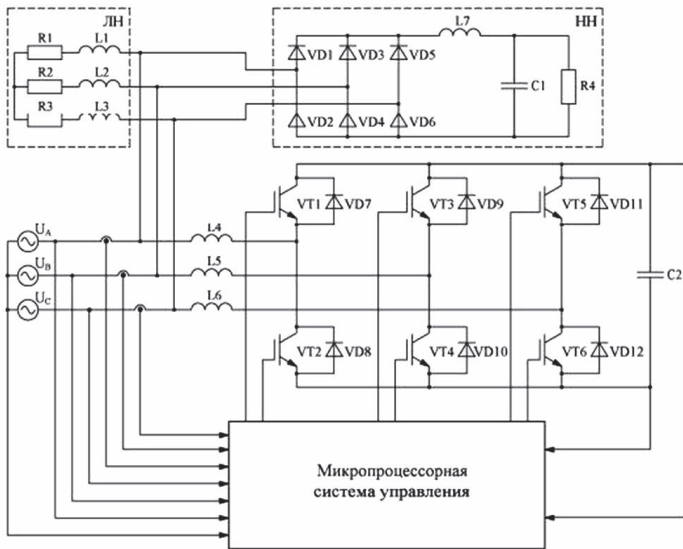 ЛН
НН
R1
L1
R2
L2
R3
L3
L7
VD1
VD3
VD5
C1
R4
VD2
VD4
VD6
VT1
VD7
VT3
VD9
VT5
VD11
UA
L4
UB
L5
C2
UC
L6
VT2
VD8
VT4
VD10
VT6
VD12
Микропроцессорная
система управления